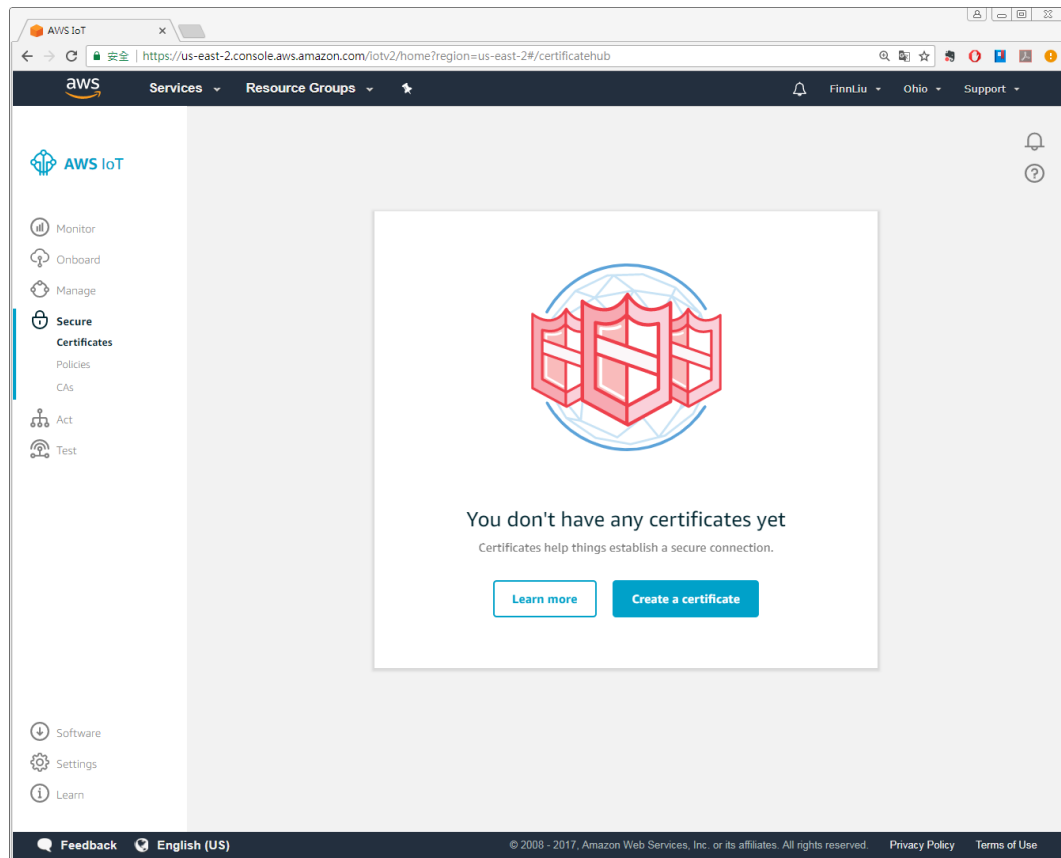 AWS IoT
安全 https://us-east-2.console.aws.amazon.com/iotv2/home?region=us-east-2#/certificatehub
aws Services Resource Groups FinnLiu Ohio Support
AWS IoT
Monitor
Onboard
Manage
Secure
Certificates
Policies
CAs
Act
Test
You don't have any certificates yet
Certificates help things establish a secure connection.
Learn more Create a certificate
Software
Settings
Learn
Feedback English (US) © 2008 - 2017, Amazon Web Services, Inc. or its affiliates. All rights reserved. Privacy Policy Terms of Use